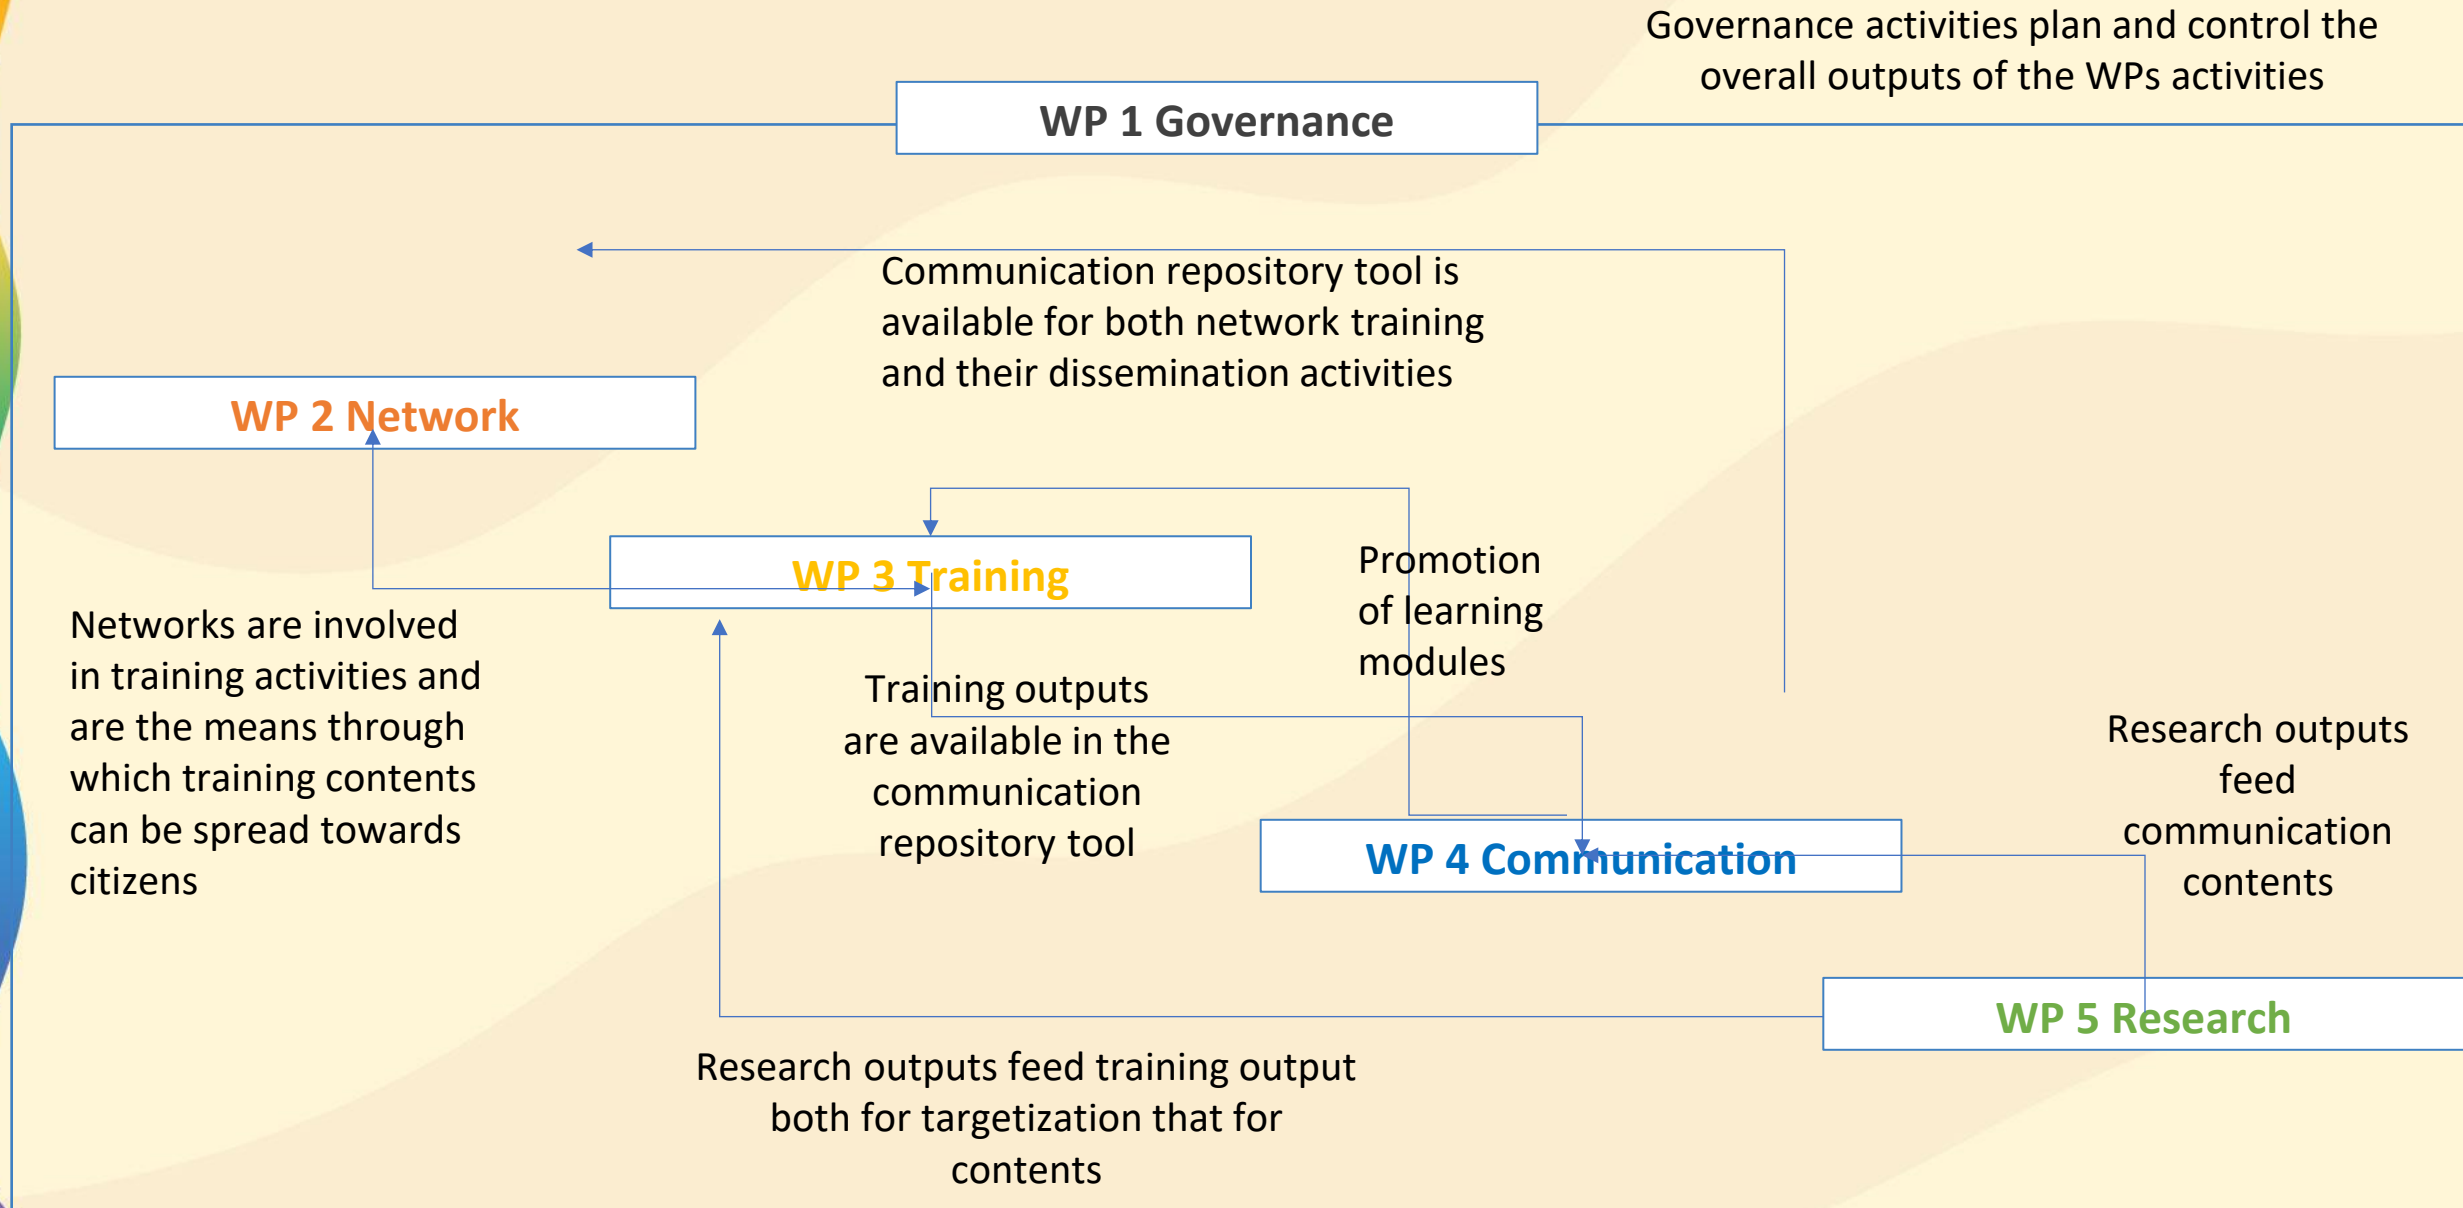 Governance activities plan and control the
overall outputs of the WPs activities
WP 1 Governance
Communication repository tool is
available for both network training
and their dissemination activities
WP 2 Network
WP 3 Training
Promotion
of learning
modules
Networks are involved
in training activities and
are the means through
which training contents
can be spread towards
citizens
Training outputs
are available in the
communication
repository tool
Research outputs
feed
communication
contents
WP 4 Communication
WP 5 Research
Research outputs feed training output
both for targetization that for
contents